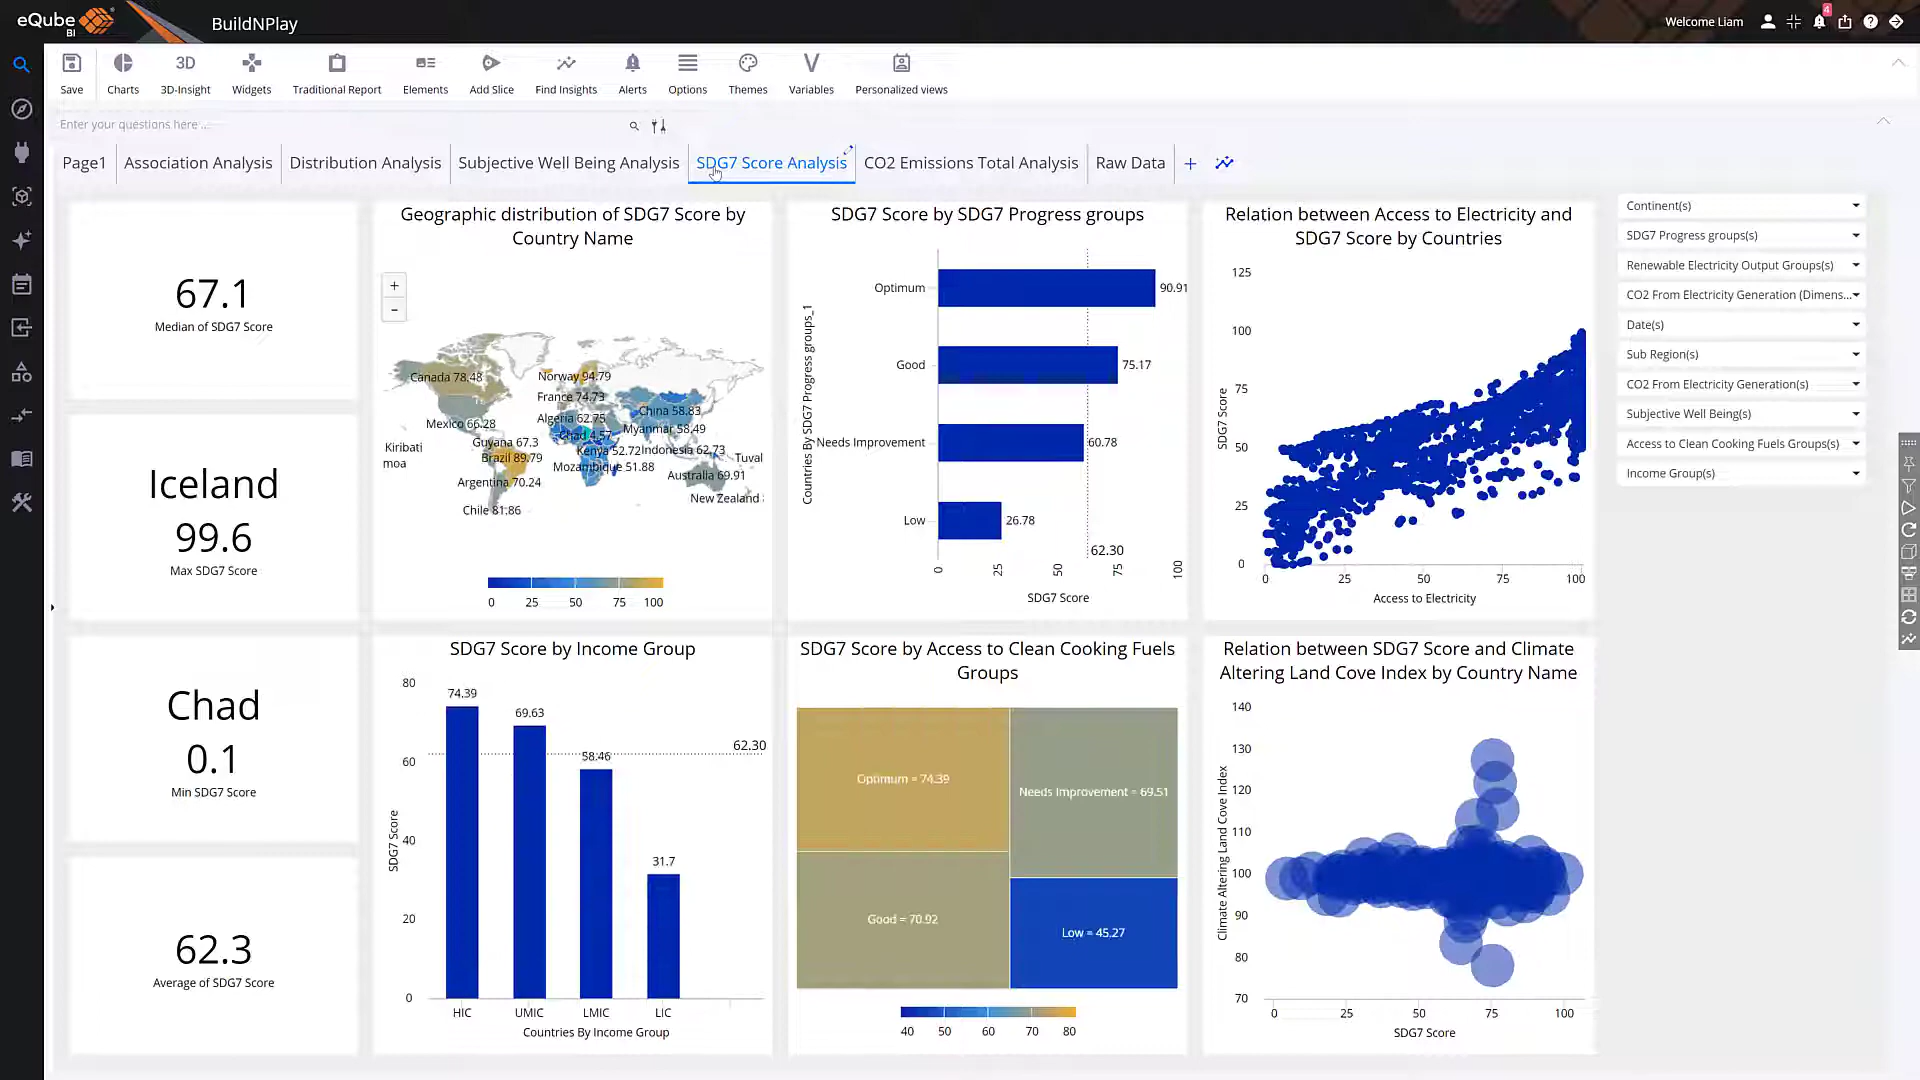 eQube
BI
BuildNPlay
Welcome Liam
4
Save
Charts
3D
3D-Insight
Widgets
Traditional Report
Elements
Add Slice
Find Insights
Alerts
Options
Themes
Variables
Personalized views
Enter your questions here ...
Page1
Association Analysis
Distribution Analysis
Subjective Well Being Analysis
SDG7 Score Analysis
CO2 Emissions Total Analysis
Raw Data
+
67.1
Median of SDG7 Score
Iceland
99.6
Max SDG7 Score
Chad
0.1
Min SDG7 Score
62.3
Average of SDG7 Score
Geographic distribution of SDG7 Score by
Country Name
+
-
Canada 78.48
Norway 94.79
France 74.73
China 58.83
Algeria 62.75
Mexico 66.28
Myanmar 58.49
Chad 4.57
Guyana 67.3
Kiribati
Kenya 52.72
Indonesia 62.73
Brazil 89.79
Tuval
moa
Mozambique 51.88
Australia 69.91
Argentina 70.24
New Zealand
Chile 81.86
0 25 50 75 100
SDG7 Score by SDG7 Progress groups
Countries By SDG7 Progress groups_1
Optimum
90.91
Good
75.17
Needs Improvement
60.78
Low
26.78
62.30
0 25 50 75 100
SDG7 Score
Relation between Access to Electricity and
SDG7 Score by Countries
SDG7 Score
125
100
75
50
25
0
0 25 50 75 100
Access to Electricity
SDG7 Score by Income Group
SDG7 Score
80
60
40
20
0
74.39
69.63
58.46
31.7
62.30
HIC UMIC LMIC LIC
Countries By Income Group
SDG7 Score by Access to Clean Cooking Fuels
Groups
Optimum = 74.39
Needs Improvement = 69.51
Good = 70.92
Low = 45.27
40 50 60 70 80
Relation between SDG7 Score and Climate
Altering Land Cove Index by Country Name
Climate Altering Land Cove Index
140
130
120
110
100
90
80
70
0 25 50 75 100
SDG7 Score
Continent(s)
SDG7 Progress groups(s)
Renewable Electricity Output Groups(s)
CO2 From Electricity Generation (Dimens...
Date(s)
Sub Region(s)
CO2 From Electricity Generation(s)
Subjective Well Being(s)
Access to Clean Cooking Fuels Groups(s)
Income Group(s)